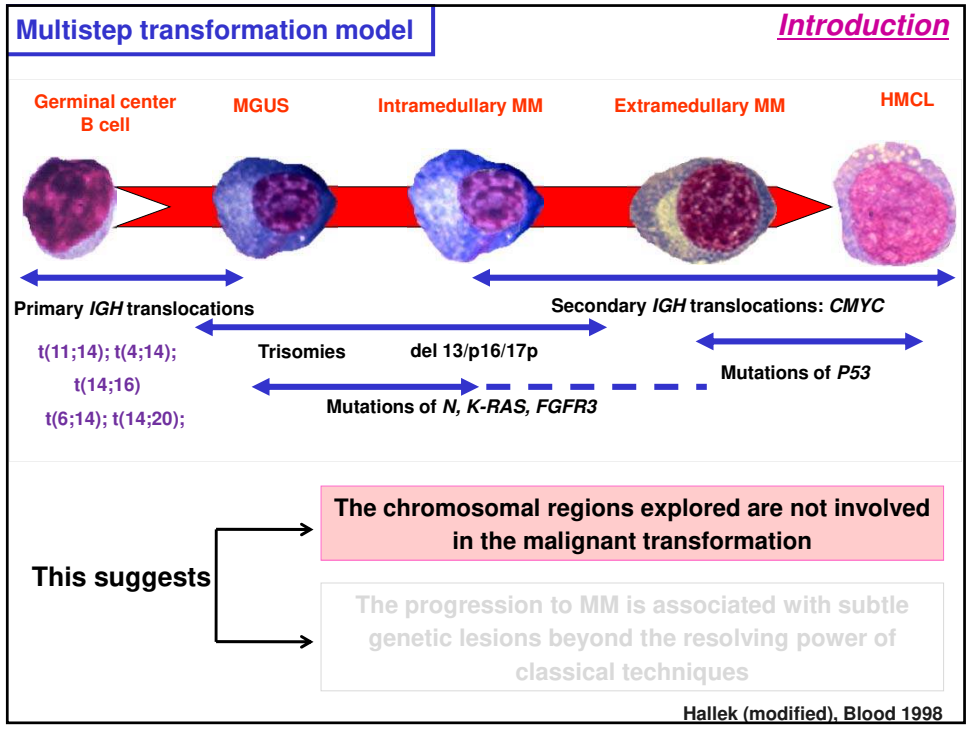 Multistep transformation model
Introduction
Germinal center
B cell
MGUS
Intramedullary MM
Extramedullary MM
HMCL
Primary IGH translocations
Secondary IGH translocations: CMYC
t(11;14); t(4;14);
t(14;16)
t(6;14); t(14;20);
Trisomies
del 13/p16/17p
Mutations of P53
Mutations of N, K-RAS, FGFR3
This suggests
The chromosomal regions explored are not involved
in the malignant transformation
The progression to MM is associated with subtle
genetic lesions beyond the resolving power of
classical techniques
Hallek (modified), Blood 1998